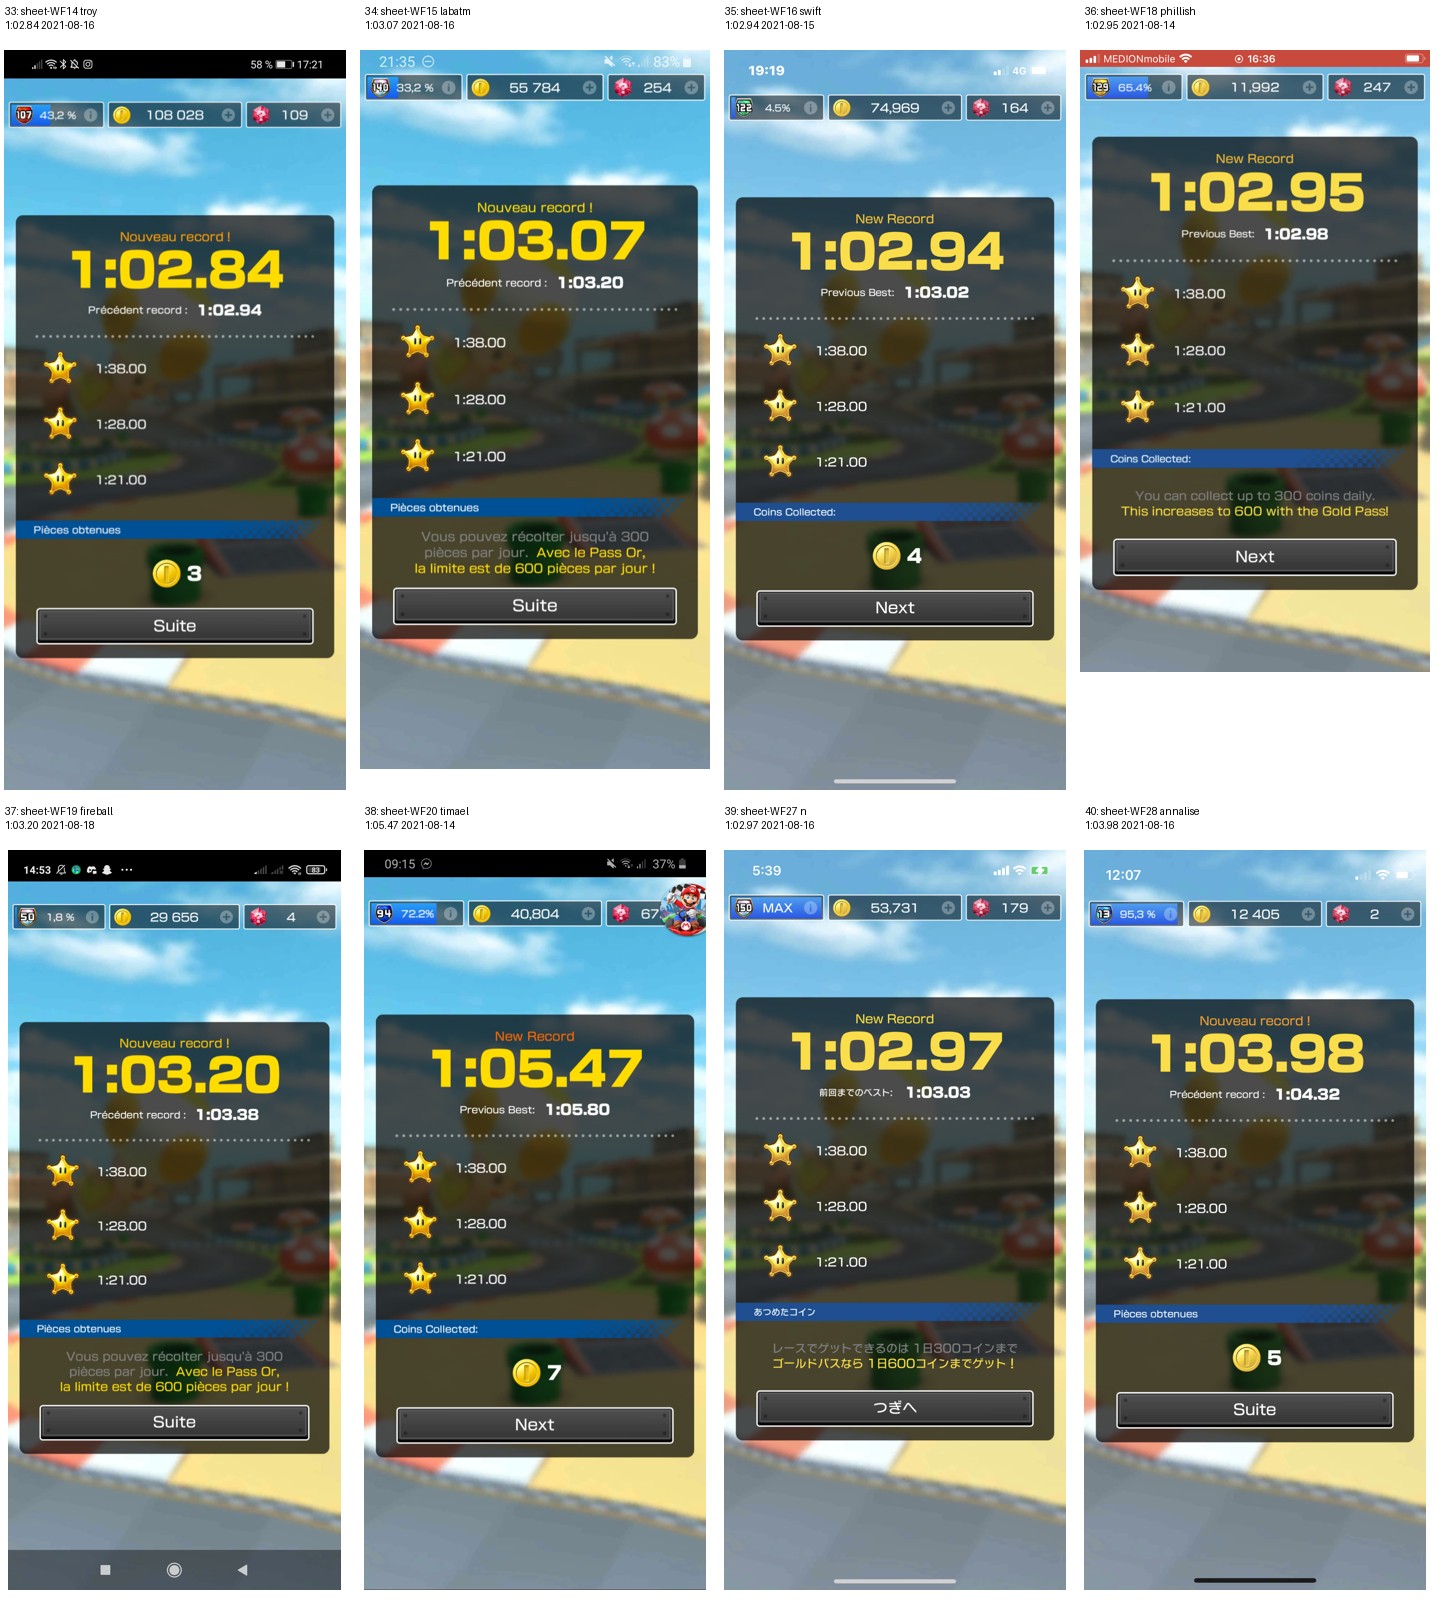 33: sheet-WF14 troy
1:02.84 2021-08-16
58 % 17:21
107 43,2 % 108 028 109
Nouveau record !
1:02.84
Précédent record : 1:02.94
1:38.00
1:28.00
1:21.00
Pièces obtenues
3
Suite
34: sheet-WF15 labatm
1:03.07 2021-08-16
21:35 83%
140 33,2 % 55 784 254
Nouveau record !
1:03.07
Précédent record : 1:03.20
1:38.00
1:28.00
1:21.00
Pièces obtenues
Vous pouvez récolter jusqu'à 300
pièces par jour. Avec le Pass Or,
la limite est de 600 pièces par jour !
Suite
35: sheet-WF16 swift
1:02.94 2021-08-15
19:19 4G
122 4.5% 74,969 164
New Record
1:02.94
Previous Best: 1:03.02
1:38.00
1:28.00
1:21.00
Coins Collected:
4
Next
36: sheet-WF18 phillish
1:02.95 2021-08-14
MEDIONmobile 16:36
125 65.4% 11,992 247
New Record
1:02.95
Previous Best: 1:02.98
1:38.00
1:28.00
1:21.00
Coins Collected:
You can collect up to 300 coins daily.
This increases to 600 with the Gold Pass!
Next
37: sheet-WF19 fireball
1:03.20 2021-08-18
14:53 83
50 1,8 % 29 656 4
Nouveau record !
1:03.20
Précédent record : 1:03.38
1:38.00
1:28.00
1:21.00
Pièces obtenues
Vous pouvez récolter jusqu'à 300
pièces par jour. Avec le Pass Or,
la limite est de 600 pièces par jour !
Suite
38: sheet-WF20 timael
1:05.47 2021-08-14
09:15 37%
94 72.2% 40,804 67
New Record
1:05.47
Previous Best: 1:05.80
1:38.00
1:28.00
1:21.00
Coins Collected:
7
Next
39: sheet-WF27 n
1:02.97 2021-08-16
5:39
150 MAX 53,731 179
New Record
1:02.97
前回までのベスト: 1:03.03
1:38.00
1:28.00
1:21.00
あつめたコイン
レースでゲットできるのは 1日300コインまで
ゴールドパスなら 1日600コインまでゲット！
つぎへ
40: sheet-WF28 annalise
1:03.98 2021-08-16
12:07
13 95,3 % 12 405 2
Nouveau record !
1:03.98
Précédent record : 1:04.32
1:38.00
1:28.00
1:21.00
Pièces obtenues
5
Suite